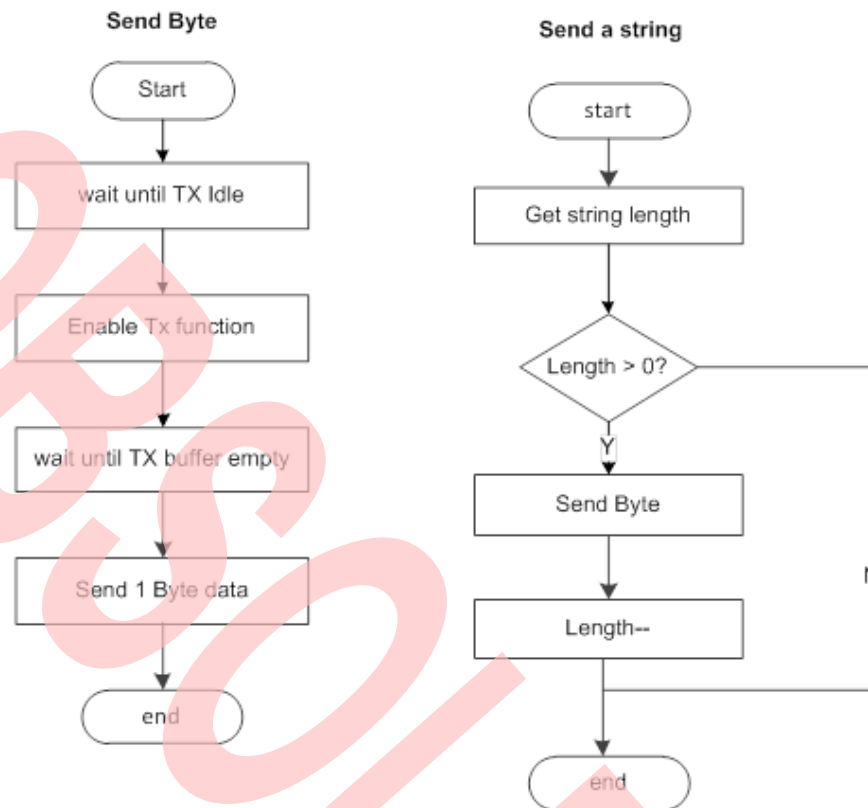 Send Byte
Start
wait until TX Idle
Enable Tx function
wait until TX buffer empty
Send 1 Byte data
end
Send a string
start
Get string length
Length > 0?
Y
Send Byte
Length--
end